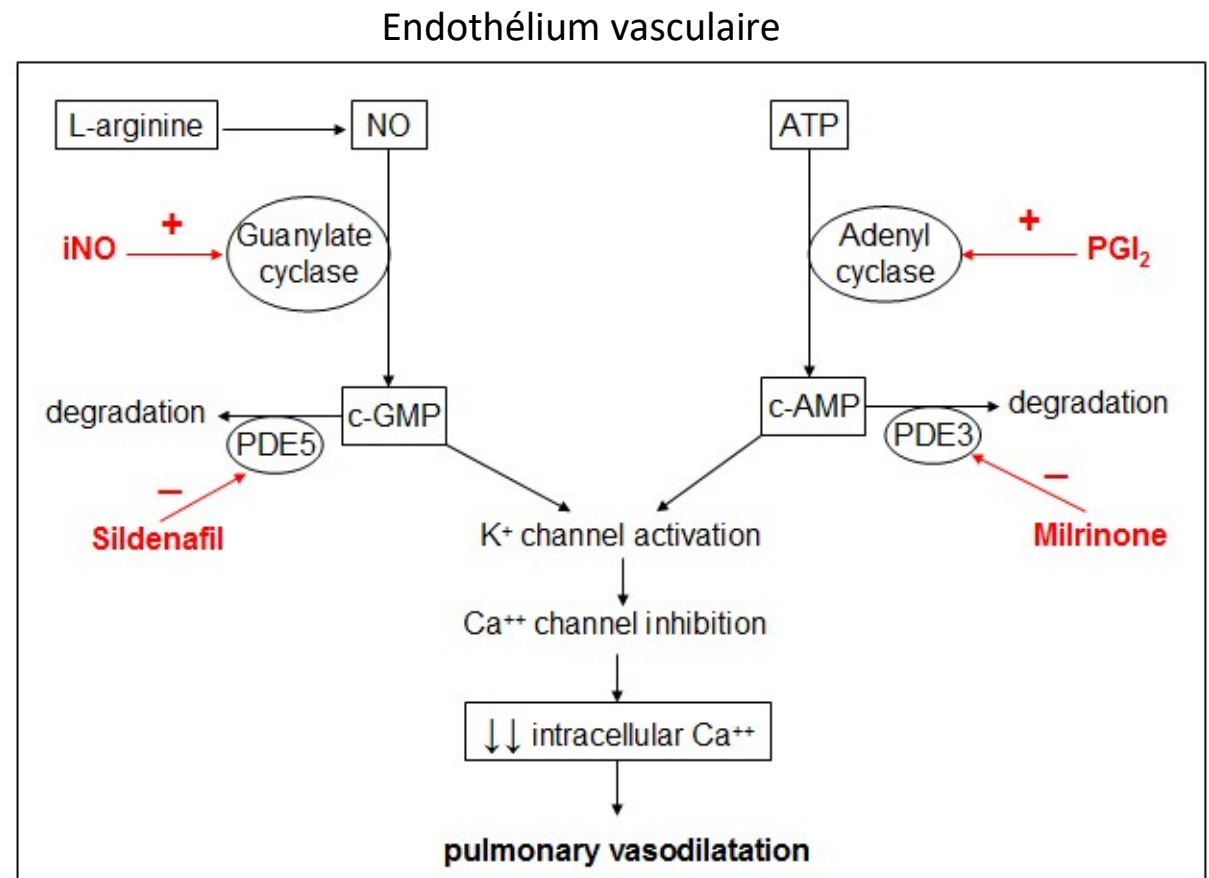 Endothélium vasculaire
L-arginine
NO
ATP
iNO
+
Guanylate
cyclase
Adenyl
cyclase
+
PGI₂
degradation
PDE5
c-GMP
c-AMP
PDE3
degradation
–
Sildenafil
–
Milrinone
K⁺ channel activation
Ca⁺⁺ channel inhibition
↓↓ intracellular Ca⁺⁺
pulmonary vasodilatation